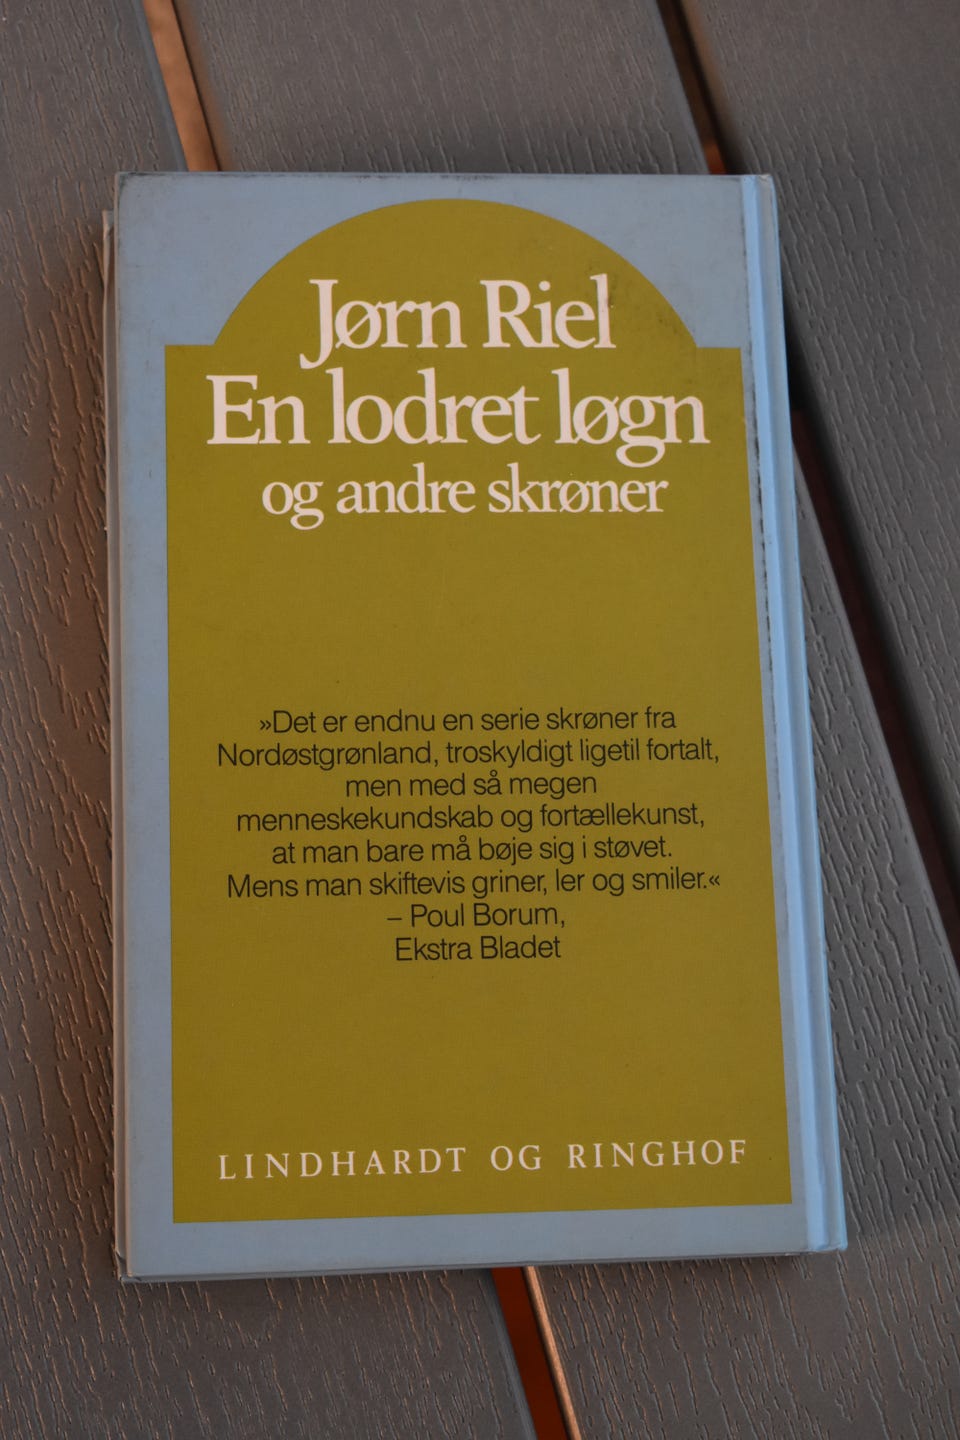 Jørn Riel
En lodret løgn
og andre skrøner
»Det er endnu en serie skrøner fra
Nordøstgrønland, troskyldigt ligetil fortalt,
men med så megen
menneskekundskab og fortællekunst,
at man bare må bøje sig i støvet.
Mens man skiftevis griner, ler og smiler.«
– Poul Borum,
Ekstra Bladet
LINDHARDT OG RINGHOF